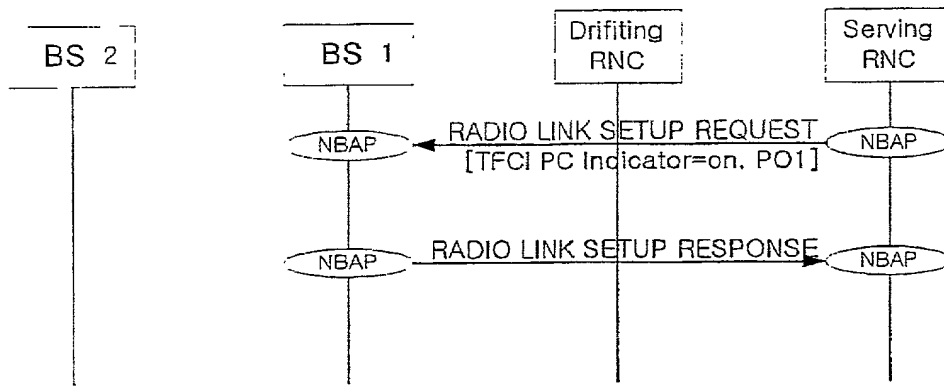 BS 2
BS 1
Drifiting
RNC
Serving
RNC
NBAP
RADIO LINK SETUP REQUEST
[TFCI PC Indicator=on, PO1]
NBAP
NBAP
RADIO LINK SETUP RESPONSE
NBAP